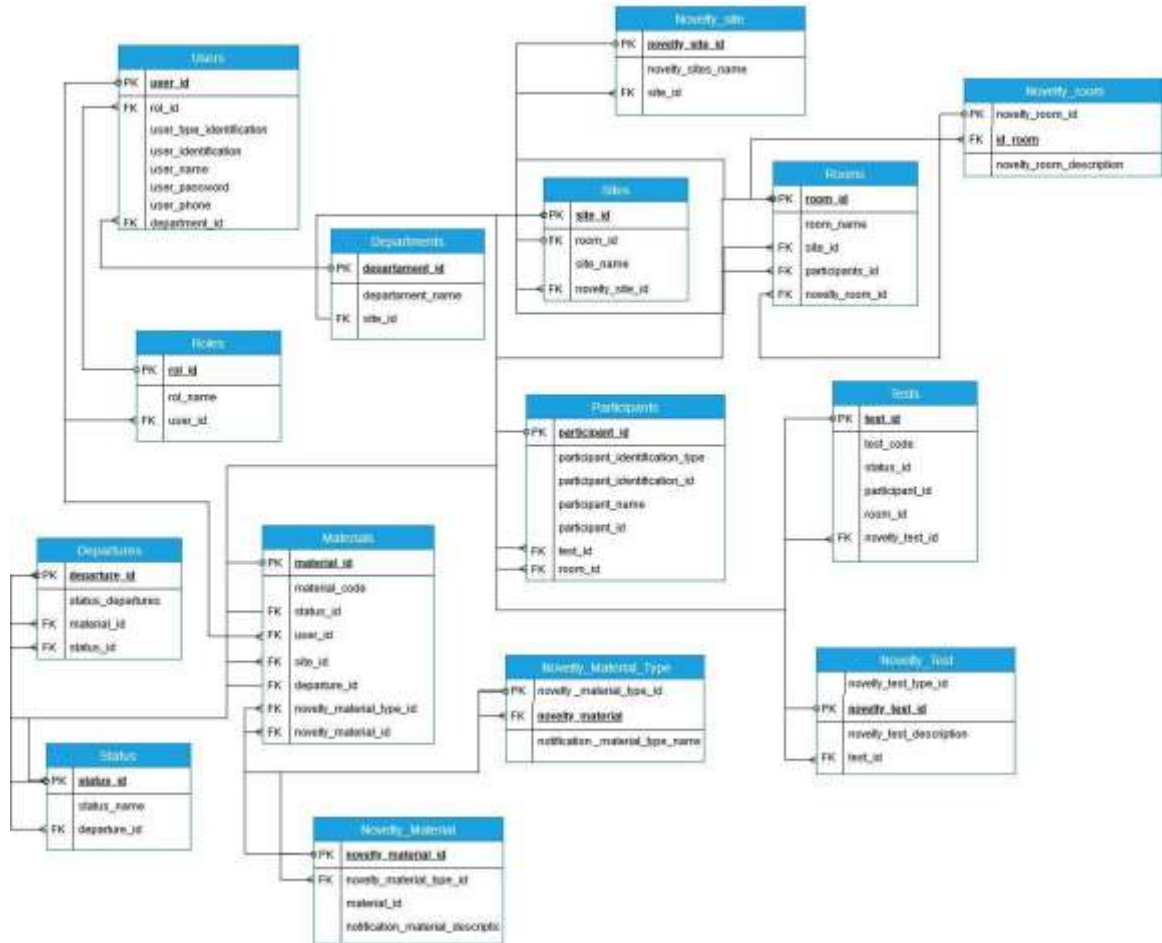 Novelty_site
PK novelty_site_id
novelty_sites_name
FK site_id
Users
PK user_id
FK rol_id
user_type_identification
user_identification
user_name
user_password
user_phone
FK department_id
Novelty_room
PK novelty_room_id
FK id_room
novelty_room_description
Rooms
PK room_id
room_name
FK site_id
FK participants_id
FK novelty_room_id
Sites
PK site_id
FK room_id
site_name
FK novelty_site_id
Departments
PK departament_id
departament_name
FK site_id
Roles
PK rol_id
rol_name
FK user_id
Participants
PK participant_id
participant_identification_type
participant_identification_id
participant_name
participant_id
FK test_id
FK room_id
Tests
PK test_id
test_code
status_id
participant_id
room_id
FK novelty_test_id
Departures
PK departure_id
status_departures
FK material_id
FK status_id
Materials
PK material_id
material_code
FK status_id
FK user_id
FK site_id
FK departure_id
FK novelty_material_type_id
FK novelty_material_id
Novelty_Material_Type
PK novelty _material_type_id
FK novelty_material
notification _material_type_name
Novelty_Test
novelty_test_type_id
PK novelty_test_id
novelty_test_description
FK test_id
Status
PK status_id
status_name
FK departure_id
Novelty_Material
PK novelty_material_id
FK novelty_material_type_id
material_id
notification_material_descriptic